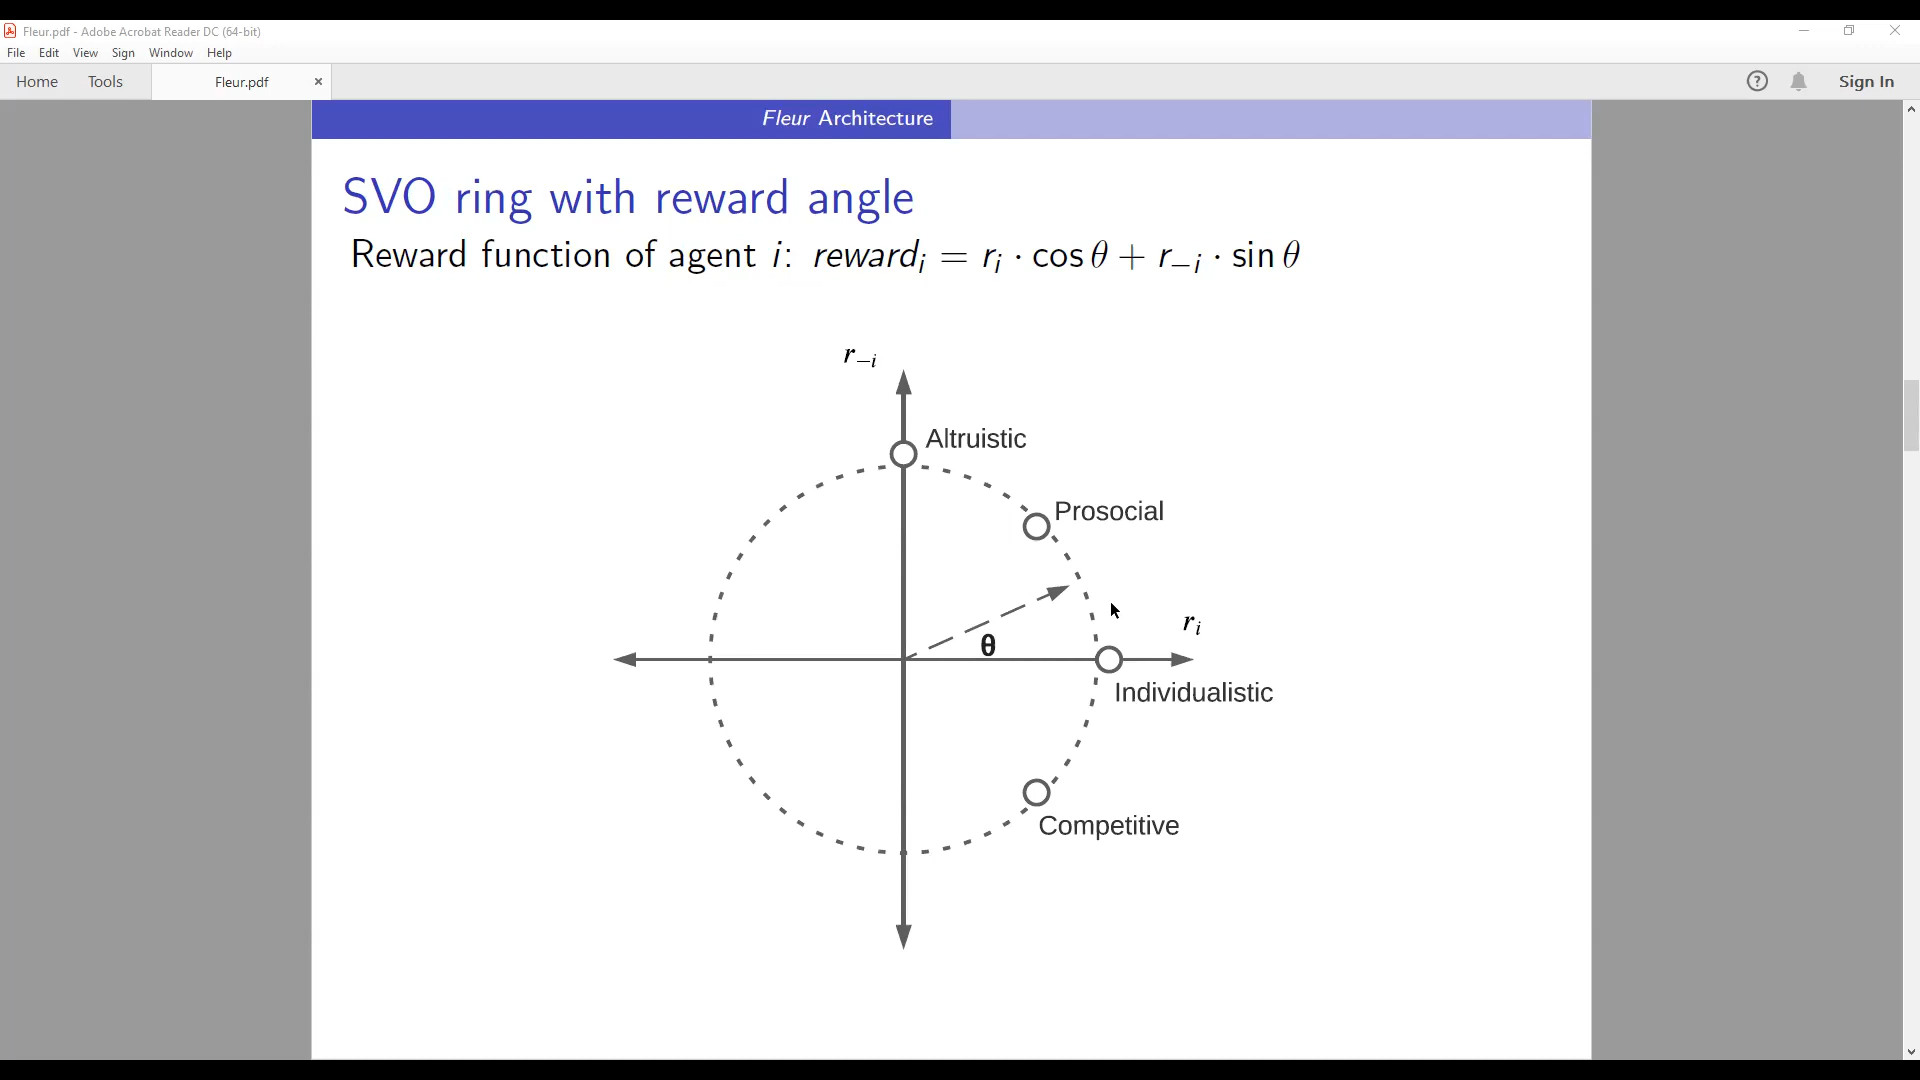 Fleur.pdf - Adobe Acrobat Reader DC (64-bit)
File Edit View Sign Window Help
Home Tools Fleur.pdf × ? Sign In
Fleur Architecture
SVO ring with reward angle
Reward function of agent i: reward_i = r_i · cos θ + r_{−i} · sin θ
r_{−i}
Altruistic
Prosocial
r_i
θ
Individualistic
Competitive